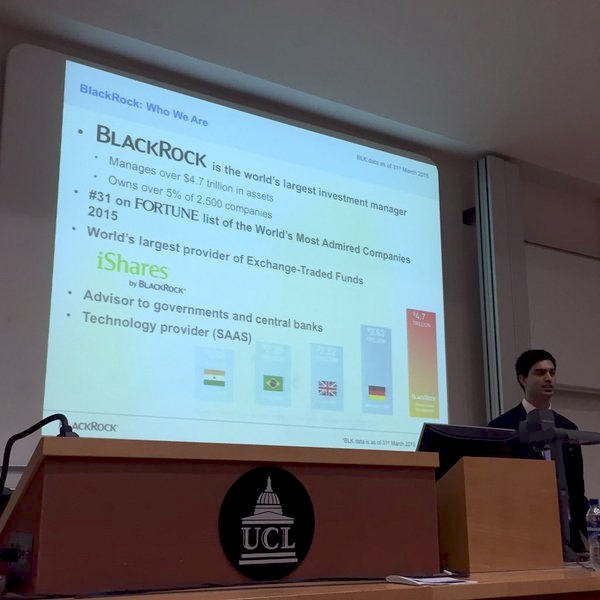 BlackRock: Who We Are
BLK data as of 31st March 2015
• BLACKROCK is the world's largest investment manager
• Manages over $4.7 trillion in assets
• Owns over 5% of 2,500 companies
• #31 on FORTUNE list of the World's Most Admired Companies
2015
• World's largest provider of Exchange-Traded Funds
iShares
by BLACKROCK®
• Advisor to governments and central banks
• Technology provider (SAAS)
$4.7
TRILLION
TRILLION
BLACKROCK
ACKROCK®
*BLK data is as of 31st March 2015
UCL